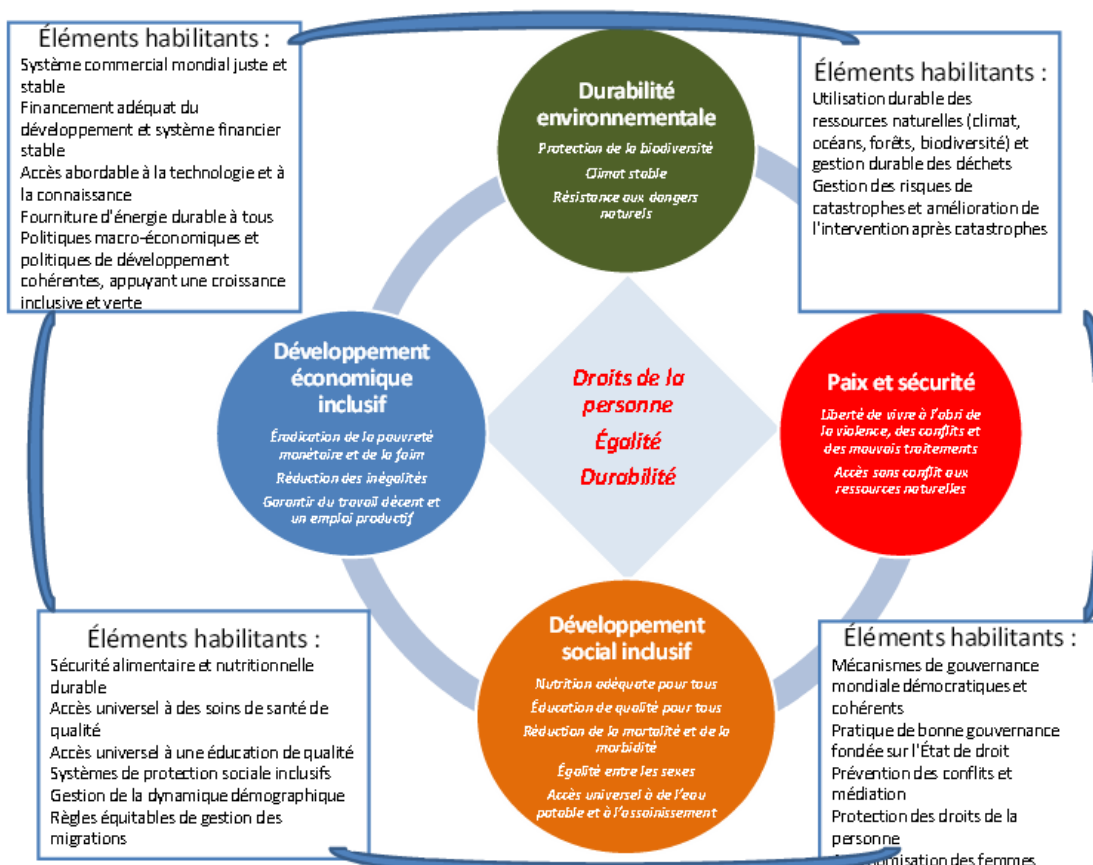 Éléments habilitants :
Système commercial mondial juste et
stable
Financement adéquat du
développement et système financier
stable
Accès abordable à la technologie et à
la connaissance
Fourniture d'énergie durable à tous
Politiques macro-économiques et
politiques de développement
cohérentes, appuyant une croissance
inclusive et verte
Durabilité
environnementale
Protection de la biodiversité
Climat stable
Résistance aux dangers
naturels
Éléments habilitants :
Utilisation durable des
ressources naturelles (climat,
océans, forêts, biodiversité) et
gestion durable des déchets
Gestion des risques de
catastrophes et amélioration de
l'intervention après catastrophes
Développement
économique
inclusif
Éradication de la pauvreté
monétaire et de la faim
Réduction des inégalités
Garantir du travail décent et
un emploi productif
Droits de la
personne
Égalité
Durabilité
Paix et sécurité
Liberté de vivre à l'abri de
la violence, des conflits et
des mauvais traitements
Accès sans conflit aux
ressources naturelles
Éléments habilitants :
Sécurité alimentaire et nutritionnelle
durable
Accès universel à des soins de santé de
qualité
Accès universel à une éducation de qualité
Systèmes de protection sociale inclusifs
Gestion de la dynamique démographique
Règles équitables de gestion des
migrations
Développement
social inclusif
Nutrition adéquate pour tous
Éducation de qualité pour tous
Réduction de la mortalité et de la
morbidité
Égalité entre les sexes
Accès universel à de l'eau
potable et à l'assainissement
Éléments habilitants :
Mécanismes de gouvernance
mondiale démocratiques et
cohérents
Pratique de bonne gouvernance
fondée sur l'État de droit
Prévention des conflits et
médiation
Protection des droits de la
personne
des femmes